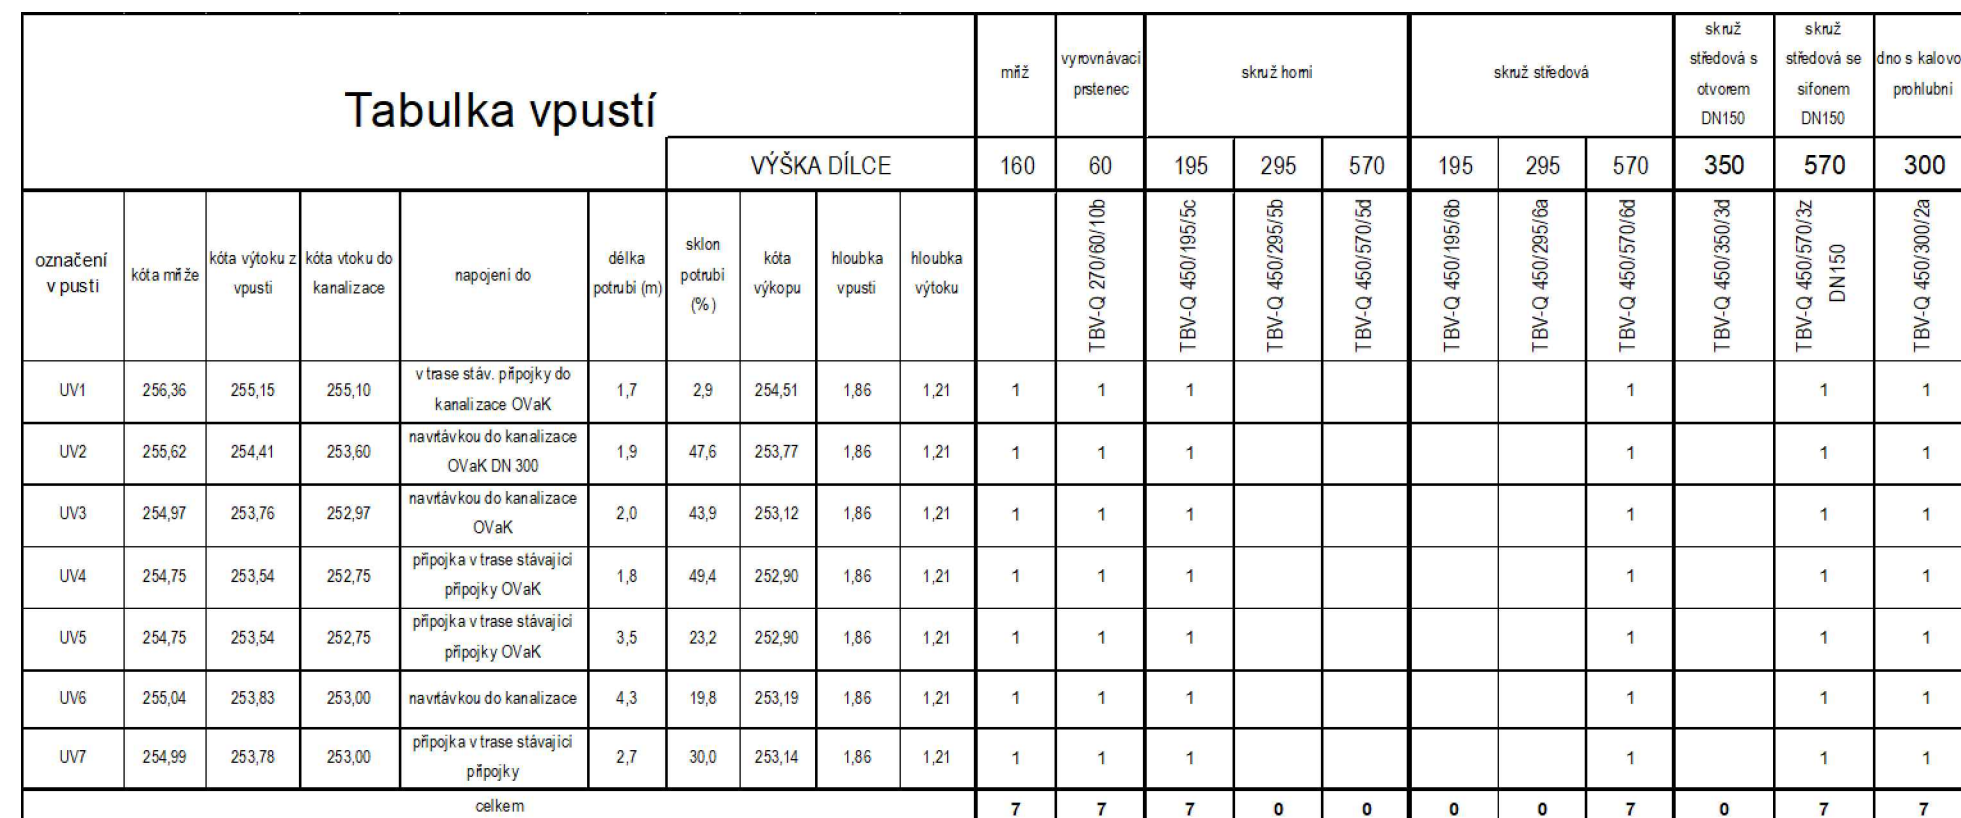 Tabulka vpustí
mříž
vyrovnávací
prstenec
skruž horní
skruž středová
skruž
středová s
otvorem
DN150
skruž
středová se
sifonem
DN150
dno s kalovo
prohlubní
VÝŠKA DÍLCE 160 60 195 295 570 195 295 570 350 570 300
označení
vpusti
kóta mříže
kóta výtoku z
vpusti
kóta vtoku do
kanalizace
napojení do
délka
potrubí (m)
sklon
potrubí
(%)
kóta
výkopu
hloubka
vpusti
hloubka
výtoku
TBV-Q 270/60/10b
TBV-Q 450/195/5c
TBV-Q 450/295/5b
TBV-Q 450/570/5d
TBV-Q 450/195/6b
TBV-Q 450/295/6a
TBV-Q 450/570/6d
TBV-Q 450/350/3d
TBV-Q 450/570/3z
DN150
TBV-Q 450/300/2a
UV1 256,36 255,15 255,10 v trase stáv. přípojky do
kanalizace OVaK 1,7 2,9 254,51 1,86 1,21 1 1 1 1 1 1
UV2 255,62 254,41 253,60 navrtávkou do kanalizace
OVaK DN 300 1,9 47,6 253,77 1,86 1,21 1 1 1 1 1 1
UV3 254,97 253,76 252,97 navrtávkou do kanalizace
OVaK 2,0 43,9 253,12 1,86 1,21 1 1 1 1 1 1
UV4 254,75 253,54 252,75 přípojka v trase stávající
přípojky OVaK 1,8 49,4 252,90 1,86 1,21 1 1 1 1 1 1
UV5 254,75 253,54 252,75 přípojka v trase stávající
přípojky OVaK 3,5 23,2 252,90 1,86 1,21 1 1 1 1 1 1
UV6 255,04 253,83 253,00 navrtávkou do kanalizace 4,3 19,8 253,19 1,86 1,21 1 1 1 1 1 1
UV7 254,99 253,78 253,00 přípojka v trase stávající
přípojky 2,7 30,0 253,14 1,86 1,21 1 1 1 1 1 1
celkem 7 7 7 0 0 0 0 7 0 7 7